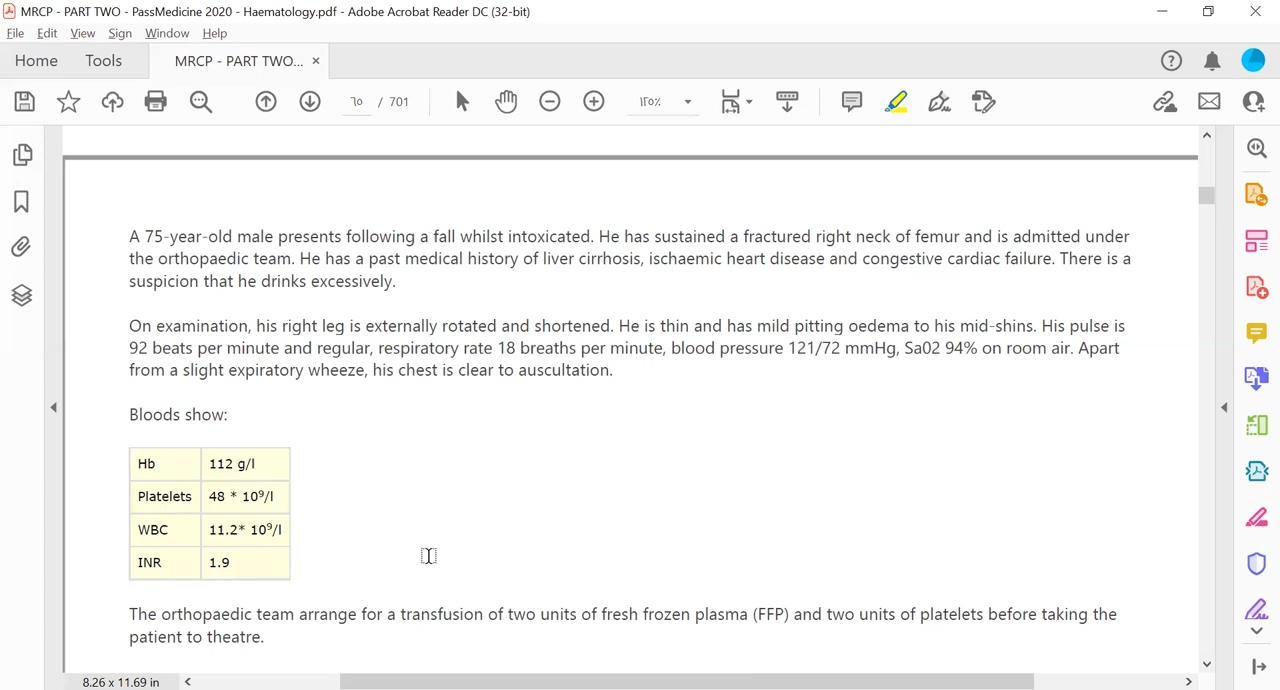 MRCP - PART TWO - PassMedicine 2020 - Haematology.pdf - Adobe Acrobat Reader DC (32-bit)
File Edit View Sign Window Help
Home Tools MRCP - PART TWO... ×
٦٥ / 701 ١٢٠%
A 75-year-old male presents following a fall whilst intoxicated. He has sustained a fractured right neck of femur and is admitted under
the orthopaedic team. He has a past medical history of liver cirrhosis, ischaemic heart disease and congestive cardiac failure. There is a
suspicion that he drinks excessively.
On examination, his right leg is externally rotated and shortened. He is thin and has mild pitting oedema to his mid-shins. His pulse is
92 beats per minute and regular, respiratory rate 18 breaths per minute, blood pressure 121/72 mmHg, Sa02 94% on room air. Apart
from a slight expiratory wheeze, his chest is clear to auscultation.
Bloods show:
Hb 112 g/l
Platelets 48 * 10⁹/l
WBC 11.2* 10⁹/l
INR 1.9
The orthopaedic team arrange for a transfusion of two units of fresh frozen plasma (FFP) and two units of platelets before taking the
patient to theatre.
8.26 x 11.69 in